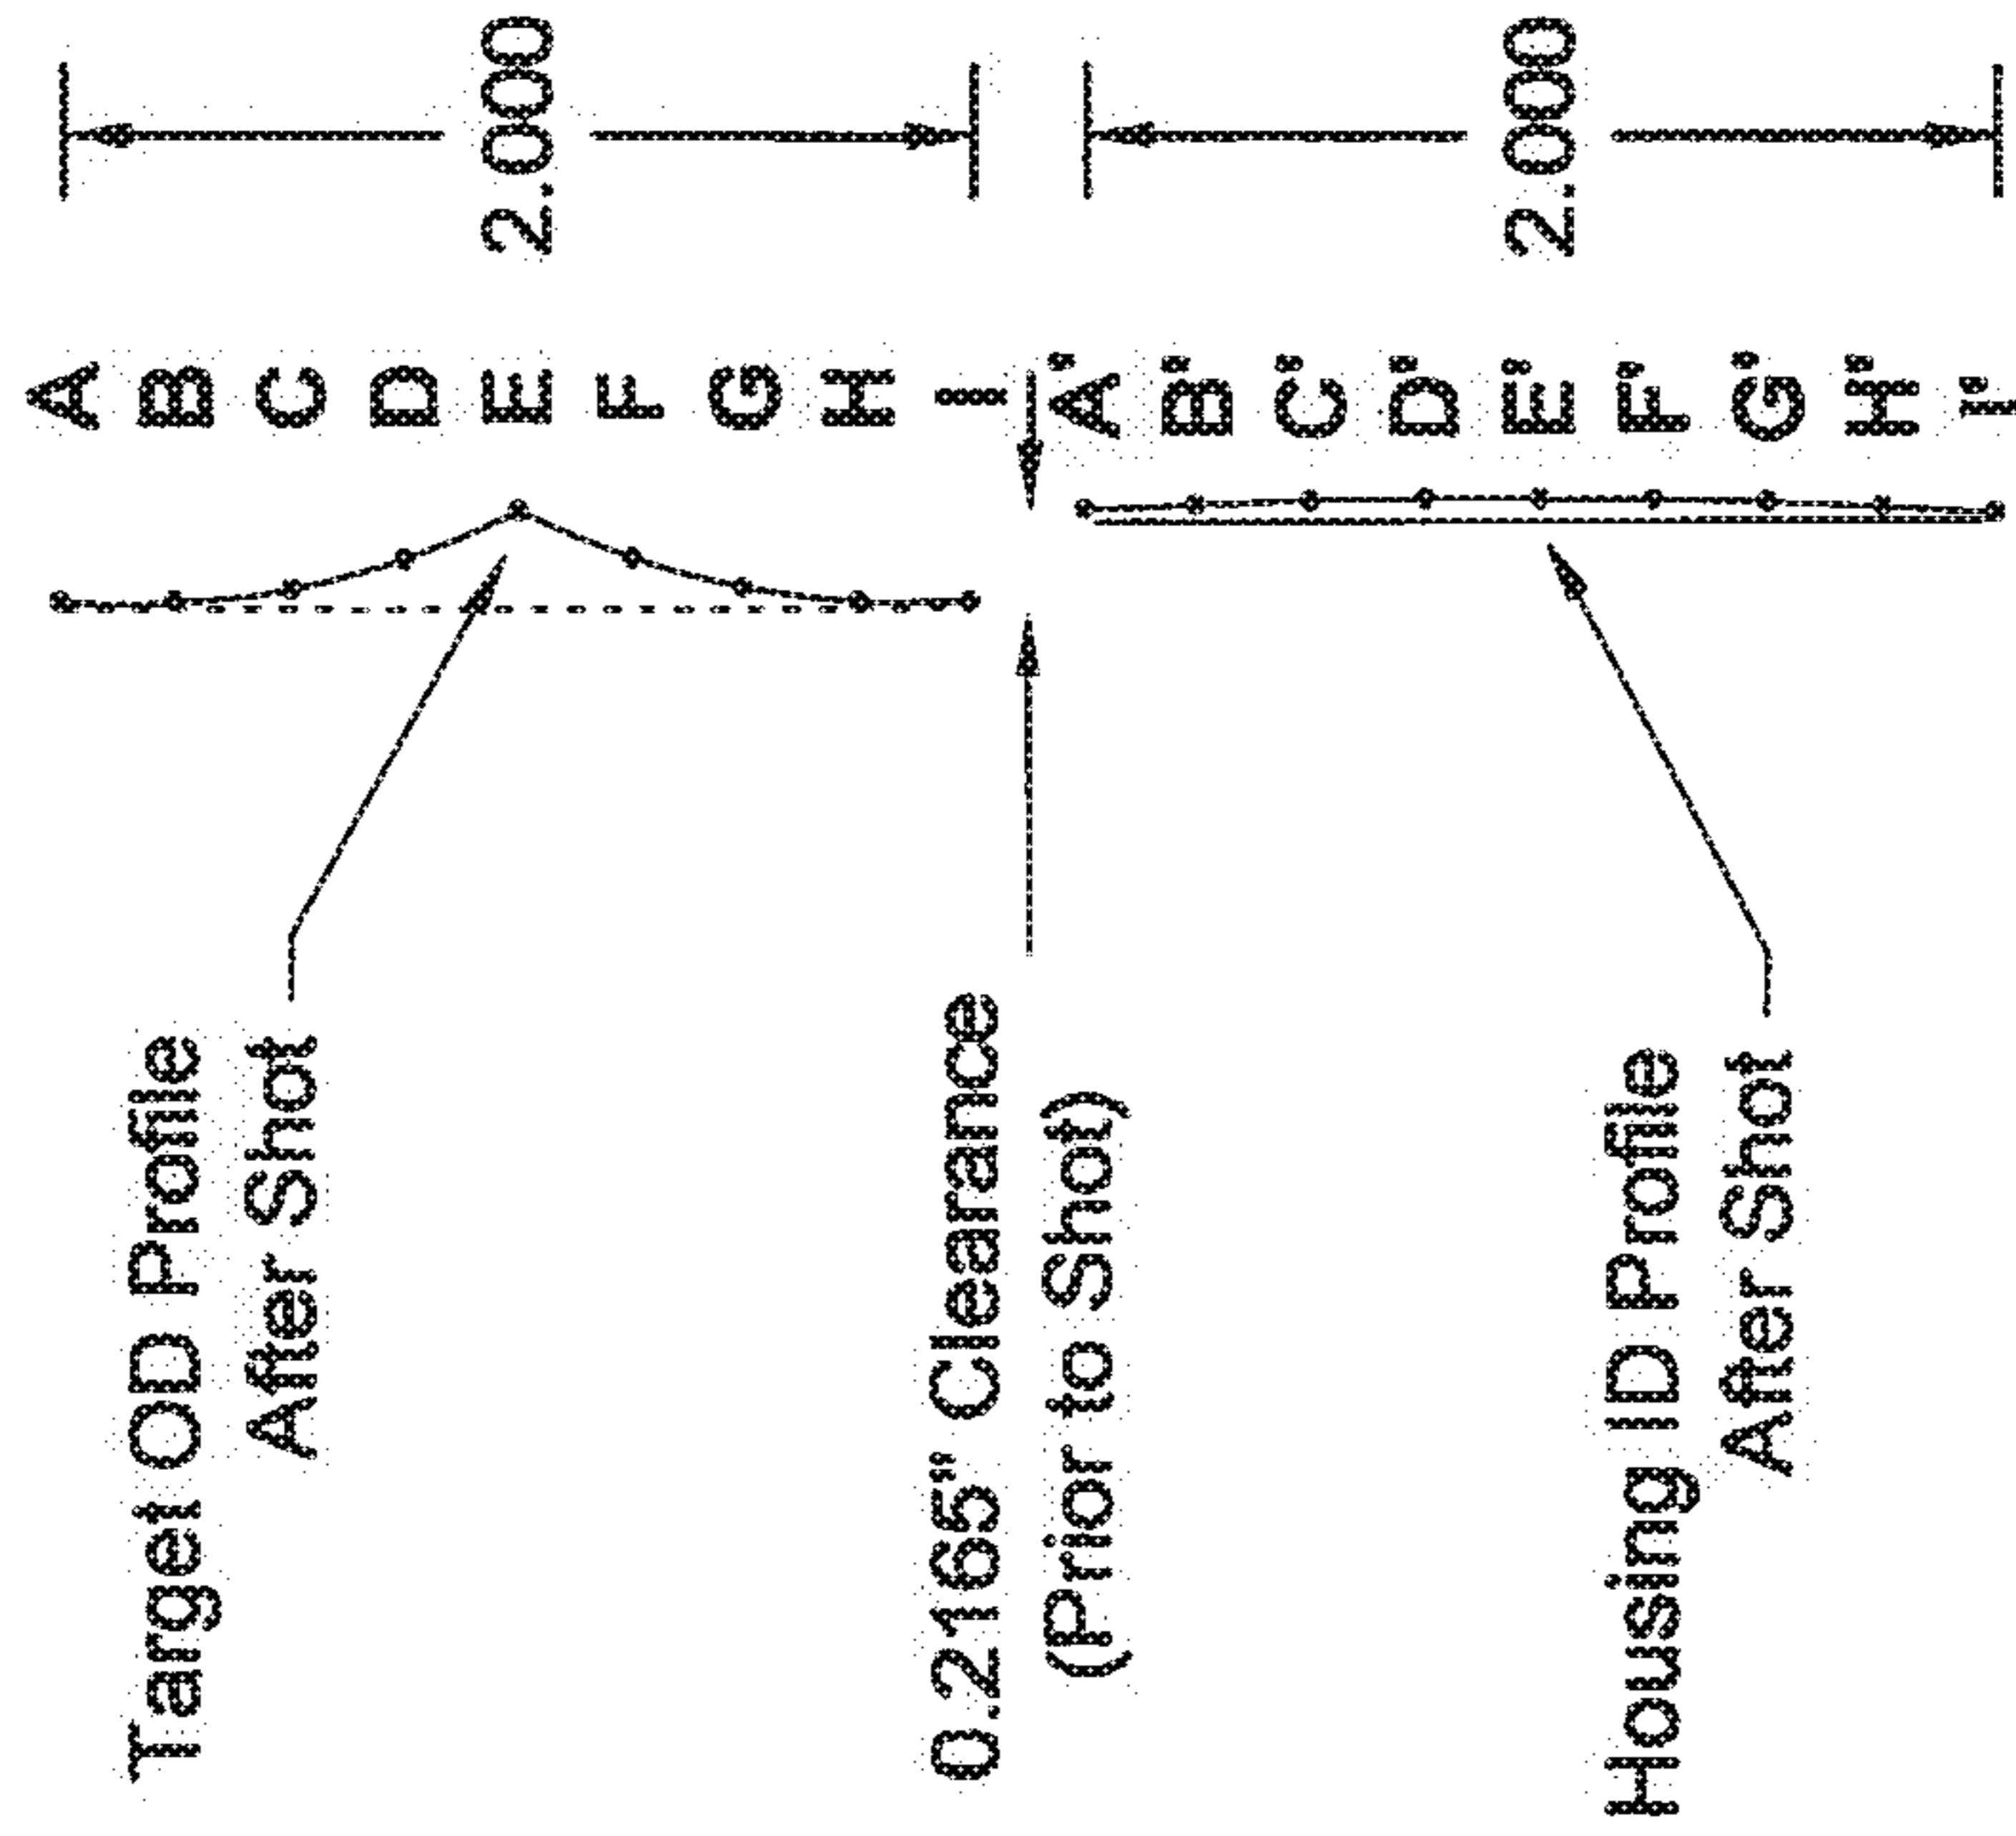 Target OD Profile
After Shot
0.2165" Clearance
(Prior to Shot)
Housing ID Profile
After Shot
A
B
C
D
E
F
G
H
I
A'
B'
C'
D'
E'
F'
G'
H'
I'
2.000
2.000